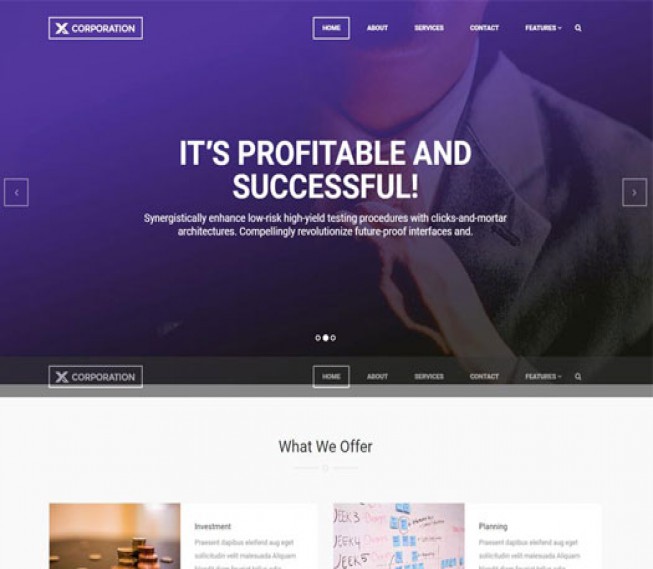 X CORPORATION
HOME ABOUT SERVICES CONTACT FEATURES
IT'S PROFITABLE AND
SUCCESSFUL!
Synergistically enhance low-risk high-yield testing procedures with clicks-and-mortar
architectures. Compellingly revolutionize future-proof interfaces and.
X CORPORATION
HOME ABOUT SERVICES CONTACT FEATURES
What We Offer
Investment
Praesent dapibus eleifend aug eget
sollicitudin velit malesuada Aliquam
WEEK 3
WEEK 4
WEEK 5
Planning
Praesent dapibus eleifend aug eget
sollicitudin velit malesuada Aliquam